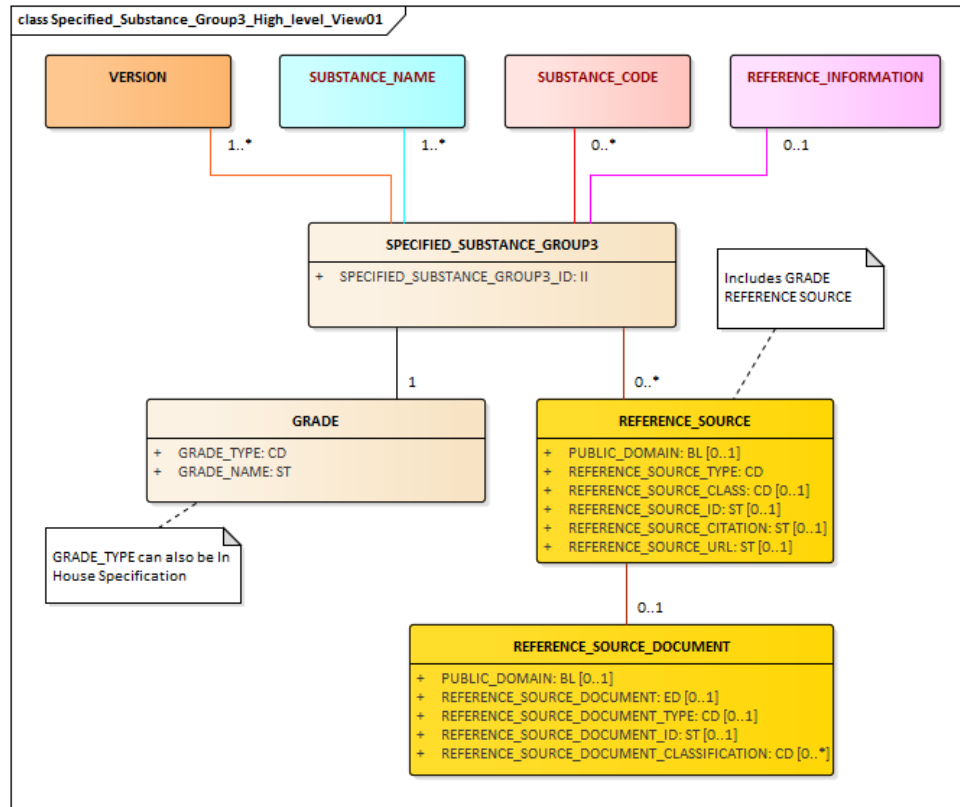 class Specified_Substance_Group3_High_level_View01
VERSION
SUBSTANCE_NAME
SUBSTANCE_CODE
REFERENCE_INFORMATION
1..*
1..*
0..*
0..1
SPECIFIED_SUBSTANCE_GROUP3
+ SPECIFIED_SUBSTANCE_GROUP3_ID: II
Includes GRADE
REFERENCE SOURCE
1
0..*
GRADE
+ GRADE_TYPE: CD
+ GRADE_NAME: ST
REFERENCE_SOURCE
+ PUBLIC_DOMAIN: BL [0..1]
+ REFERENCE_SOURCE_TYPE: CD
+ REFERENCE_SOURCE_CLASS: CD [0..1]
+ REFERENCE_SOURCE_ID: ST [0..1]
+ REFERENCE_SOURCE_CITATION: ST [0..1]
+ REFERENCE_SOURCE_URL: ST [0..1]
GRADE_TYPE can also be In
House Specification
0..1
REFERENCE_SOURCE_DOCUMENT
+ PUBLIC_DOMAIN: BL [0..1]
+ REFERENCE_SOURCE_DOCUMENT: ED [0..1]
+ REFERENCE_SOURCE_DOCUMENT_TYPE: CD [0..1]
+ REFERENCE_SOURCE_DOCUMENT_ID: ST [0..1]
+ REFERENCE_SOURCE_DOCUMENT_CLASSIFICATION: CD [0..*]